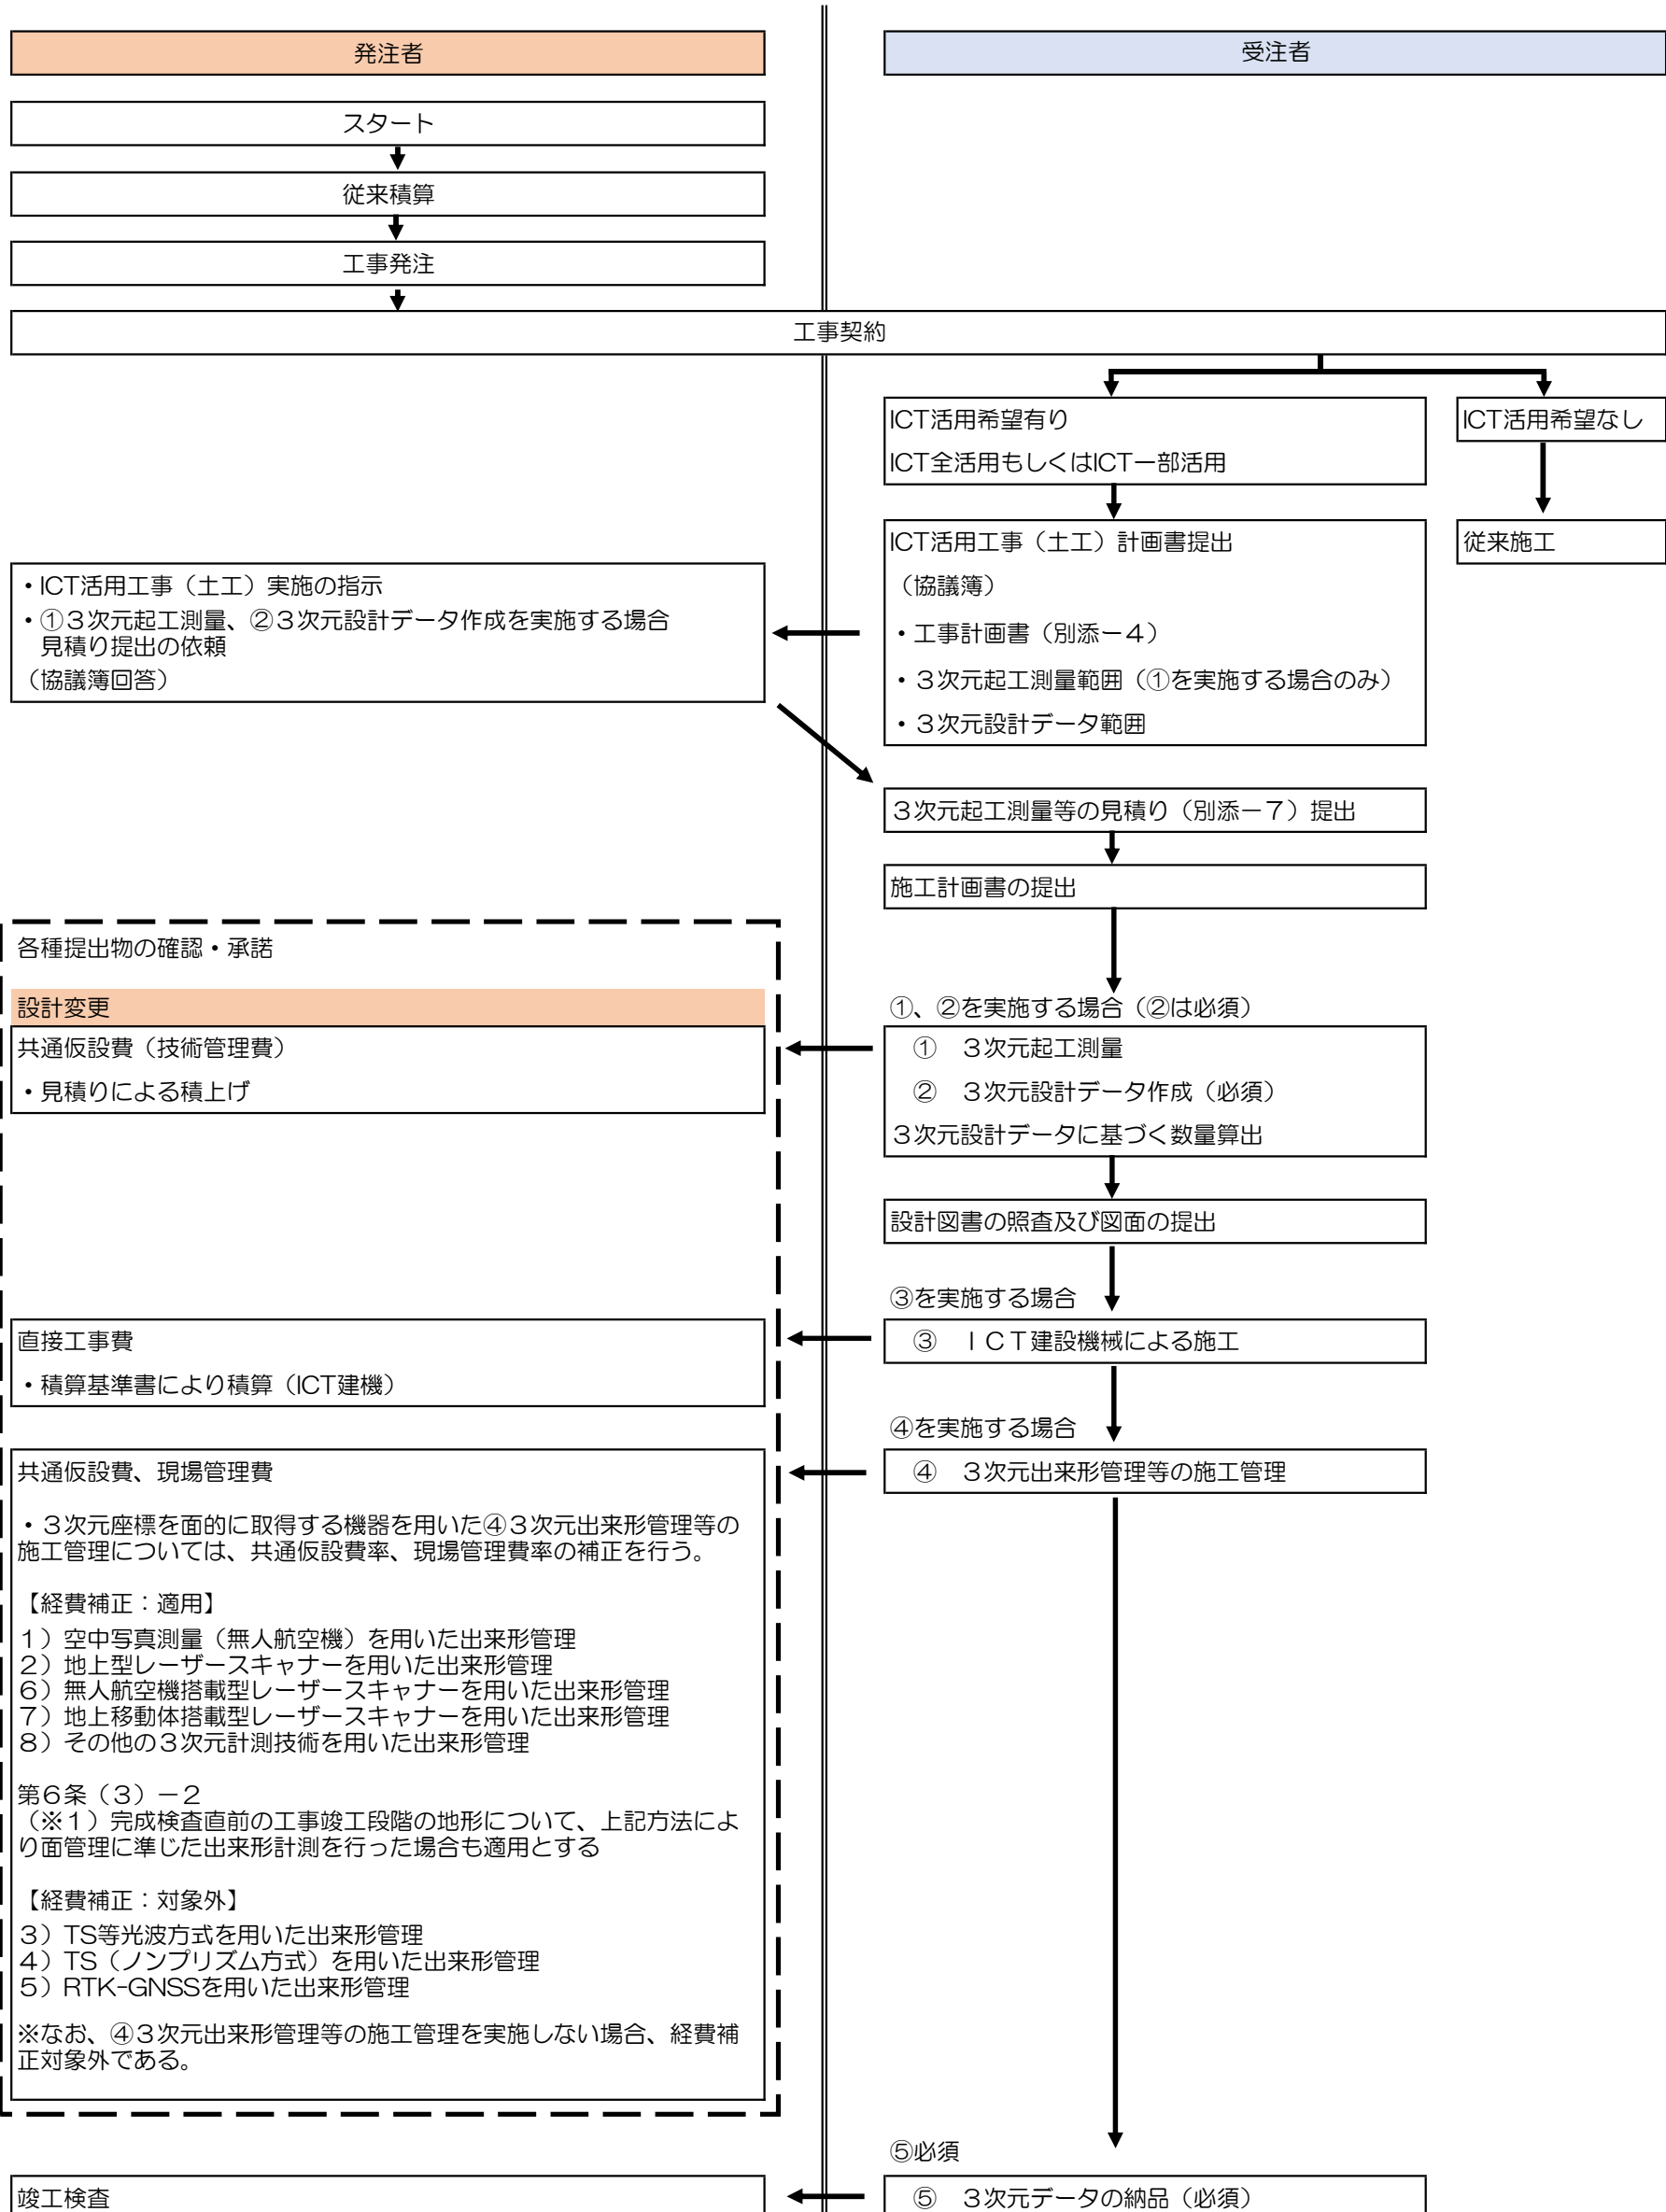 発注者
受注者
スタート
従来積算
工事発注
工事契約
ICT活用希望有り
ICT全活用もしくはICT一部活用
ICT活用希望なし
従来施工
ICT活用工事（土工）計画書提出
（協議簿）
・工事計画書（別添－４）
・３次元起工測量範囲（①を実施する場合のみ）
・３次元設計データ範囲
・ICT活用工事（土工）実施の指示
・①３次元起工測量、②３次元設計データ作成を実施する場合
見積り提出の依頼
（協議簿回答）
３次元起工測量等の見積り（別添－７）提出
施工計画書の提出
各種提出物の確認・承諾
設計変更
共通仮設費（技術管理費）
・見積りによる積上げ
①、②を実施する場合（②は必須）
①　３次元起工測量
②　３次元設計データ作成（必須）
３次元設計データに基づく数量算出
設計図書の照査及び図面の提出
③を実施する場合
③　ＩＣＴ建設機械による施工
直接工事費
・積算基準書により積算（ICT建機）
④を実施する場合
④　３次元出来形管理等の施工管理
共通仮設費、現場管理費
・３次元座標を面的に取得する機器を用いた④３次元出来形管理等の
施工管理については、共通仮設費率、現場管理費率の補正を行う。
【経費補正：適用】
１）空中写真測量（無人航空機）を用いた出来形管理
２）地上型レーザースキャナーを用いた出来形管理
６）無人航空機搭載型レーザースキャナーを用いた出来形管理
７）地上移動体搭載型レーザースキャナーを用いた出来形管理
８）その他の３次元計測技術を用いた出来形管理
第６条（３）－２
（※１）完成検査直前の工事竣工段階の地形について、上記方法によ
り面管理に準じた出来形計測を行った場合も適用とする
【経費補正：対象外】
３）TS等光波方式を用いた出来形管理
４）TS（ノンプリズム方式）を用いた出来形管理
５）RTK-GNSSを用いた出来形管理
※なお、④３次元出来形管理等の施工管理を実施しない場合、経費補
正対象外である。
⑤必須
⑤　３次元データの納品（必須）
竣工検査